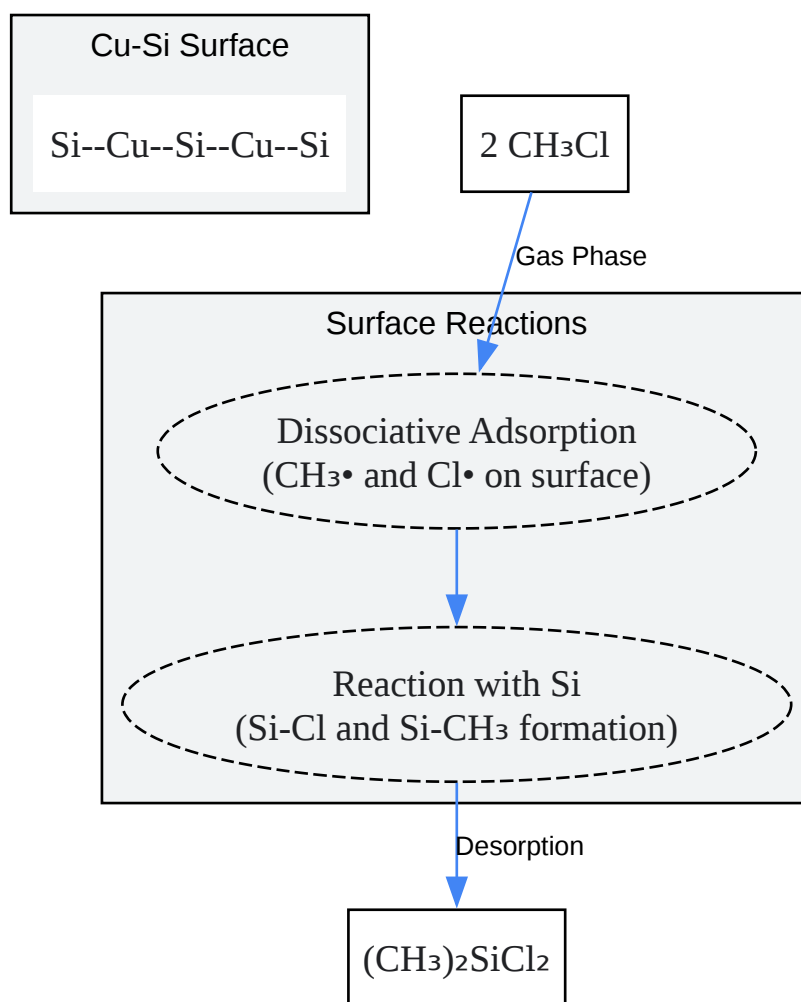 Cu-Si Surface
Si--Cu--Si--Cu--Si
2 CH₃Cl
Gas Phase
Surface Reactions
Dissociative Adsorption
(CH₃• and Cl• on surface)
Reaction with Si
(Si-Cl and Si-CH₃ formation)
Desorption
(CH₃)₂SiCl₂